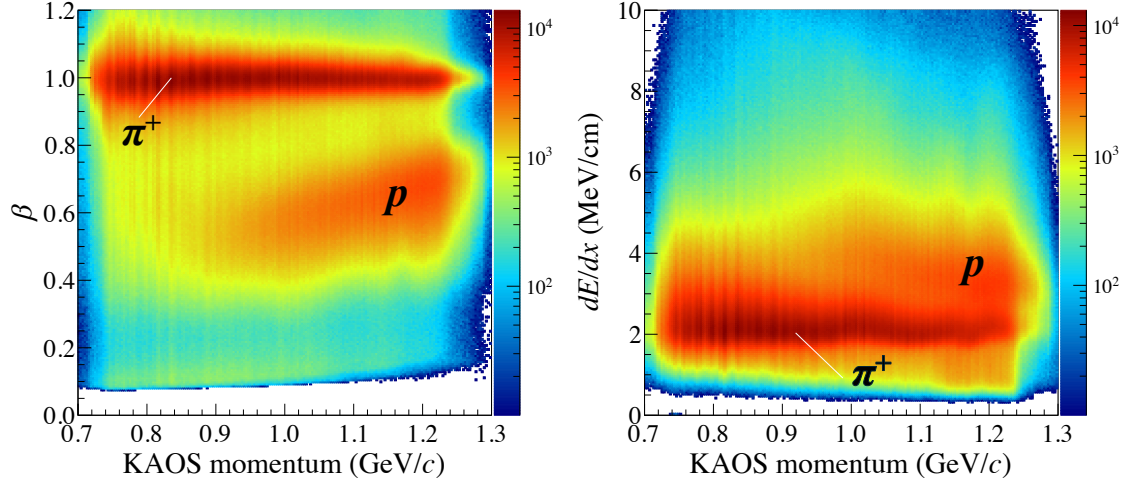 1.2
1.0
0.8
0.6
0.4
0.2
0.0
β
π+
p
0.7 0.8 0.9 1.0 1.1 1.2 1.3
KAOS momentum (GeV/c)
10⁴
10³
10²
10
8
6
4
2
0
dE/dx (MeV/cm)
p
π+
0.7 0.8 0.9 1.0 1.1 1.2 1.3
KAOS momentum (GeV/c)
10⁴
10³
10²